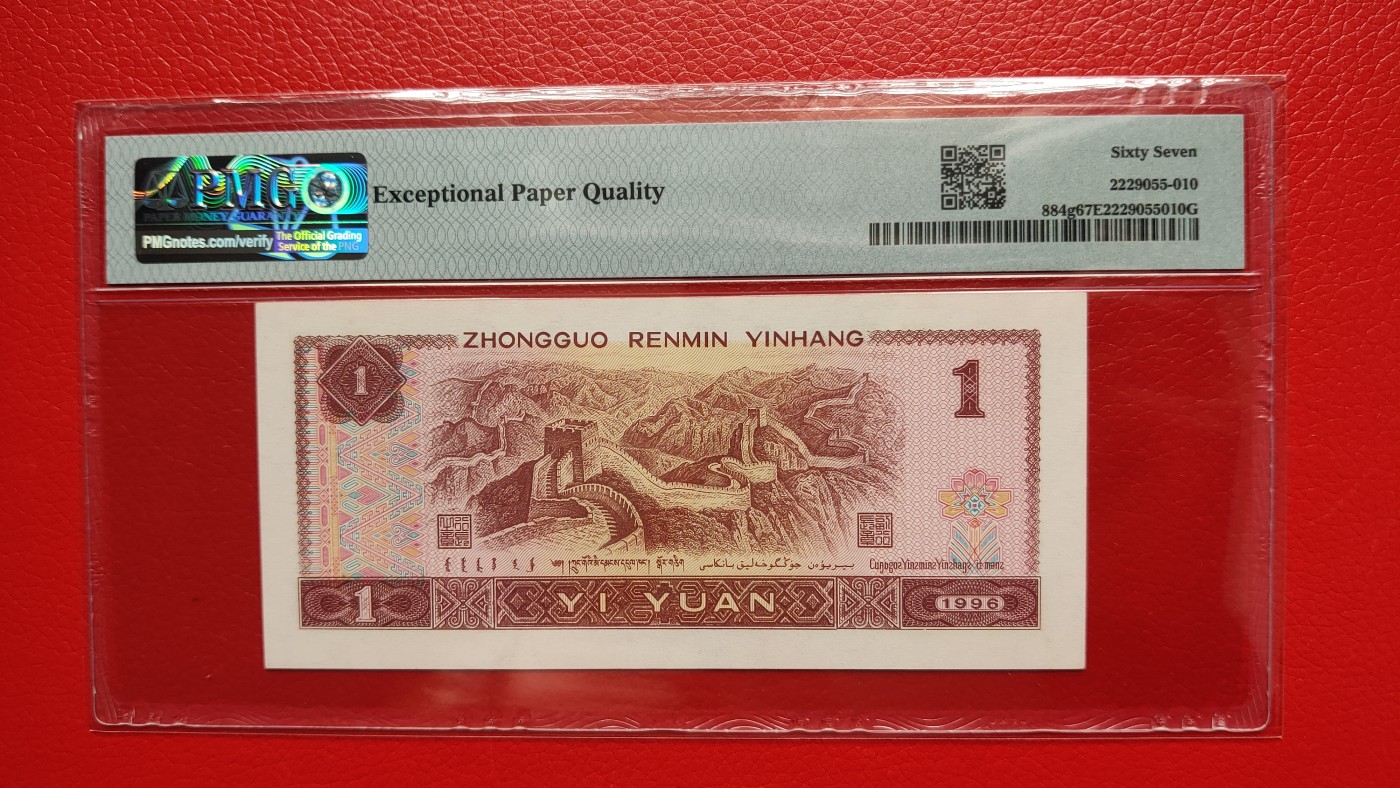 PMG
PAPER MONEY GUARANTY
PMGnotes.com/verify
The Official Grading
Service of the PNG
Exceptional Paper Quality
Sixty Seven
2229055-010
884g67E2229055010G
ZHONGGUO RENMIN YINHANG
1
1
1
YI YUAN
1996